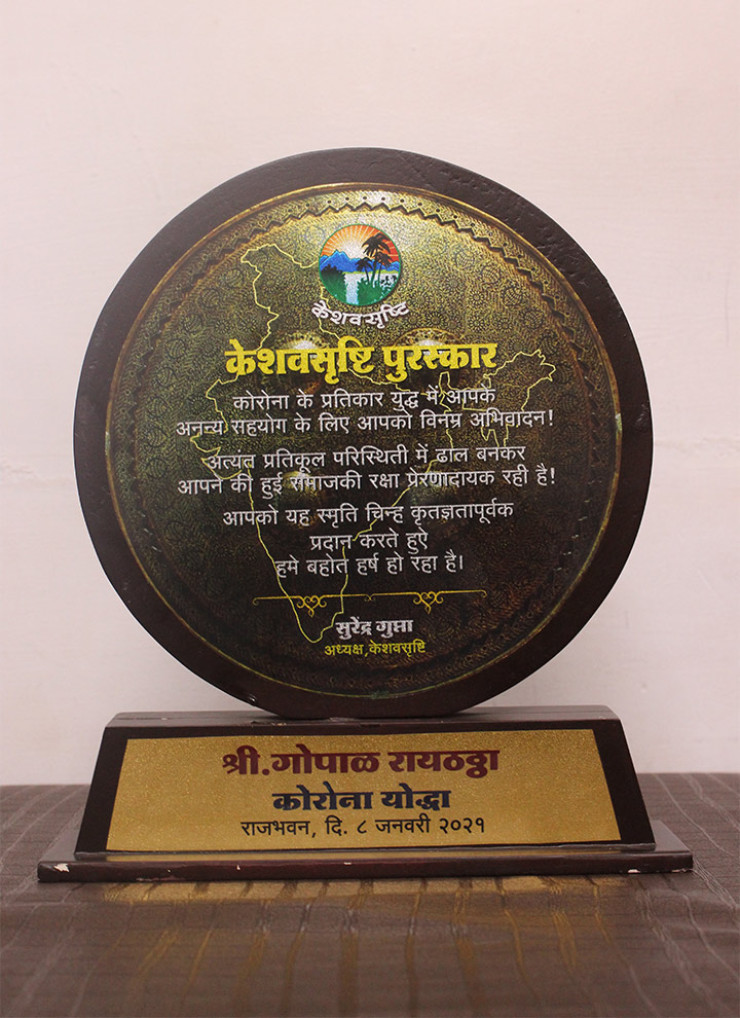 केशवसृष्टि
केशवसृष्टि पुरस्कार
कोरोना के प्रतिकार युद्ध में आपके
अनन्य सहयोग के लिए आपको विनम्र अभिवादन!
अत्यंत प्रतिकूल परिस्थिती में ढाल बनकर
आपने की हुई समाजकी रक्षा प्रेरणादायक रही है!
आपको यह स्मृति चिन्ह कृतज्ञतापूर्वक
प्रदान करते हुऐ
हमे बहोत हर्ष हो रहा है।
सुरेंद्र गुप्ता
अध्यक्ष,केशवसृष्टि
श्री.गोपाळ रायठठ्ठा
कोरोना योद्धा
राजभवन, दि. ८ जनवरी २०२१